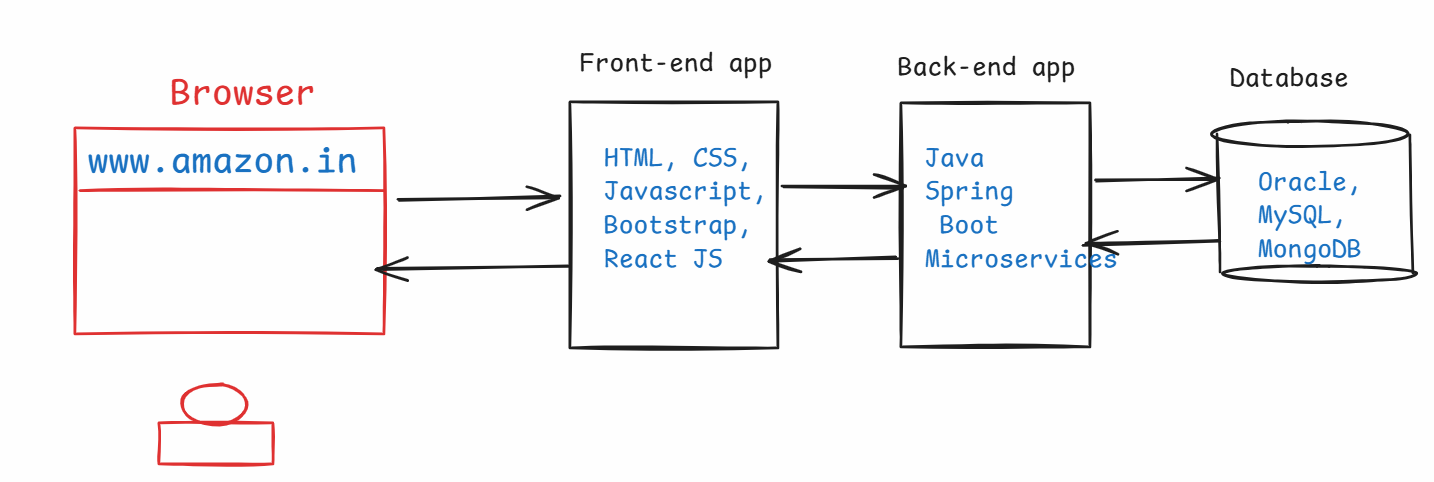 Browser
www.amazon.in
Front-end app
HTML, CSS,
Javascript,
Bootstrap,
React JS
Back-end app
Java
Spring
Boot
Microservices
Database
Oracle,
MySQL,
MongoDB